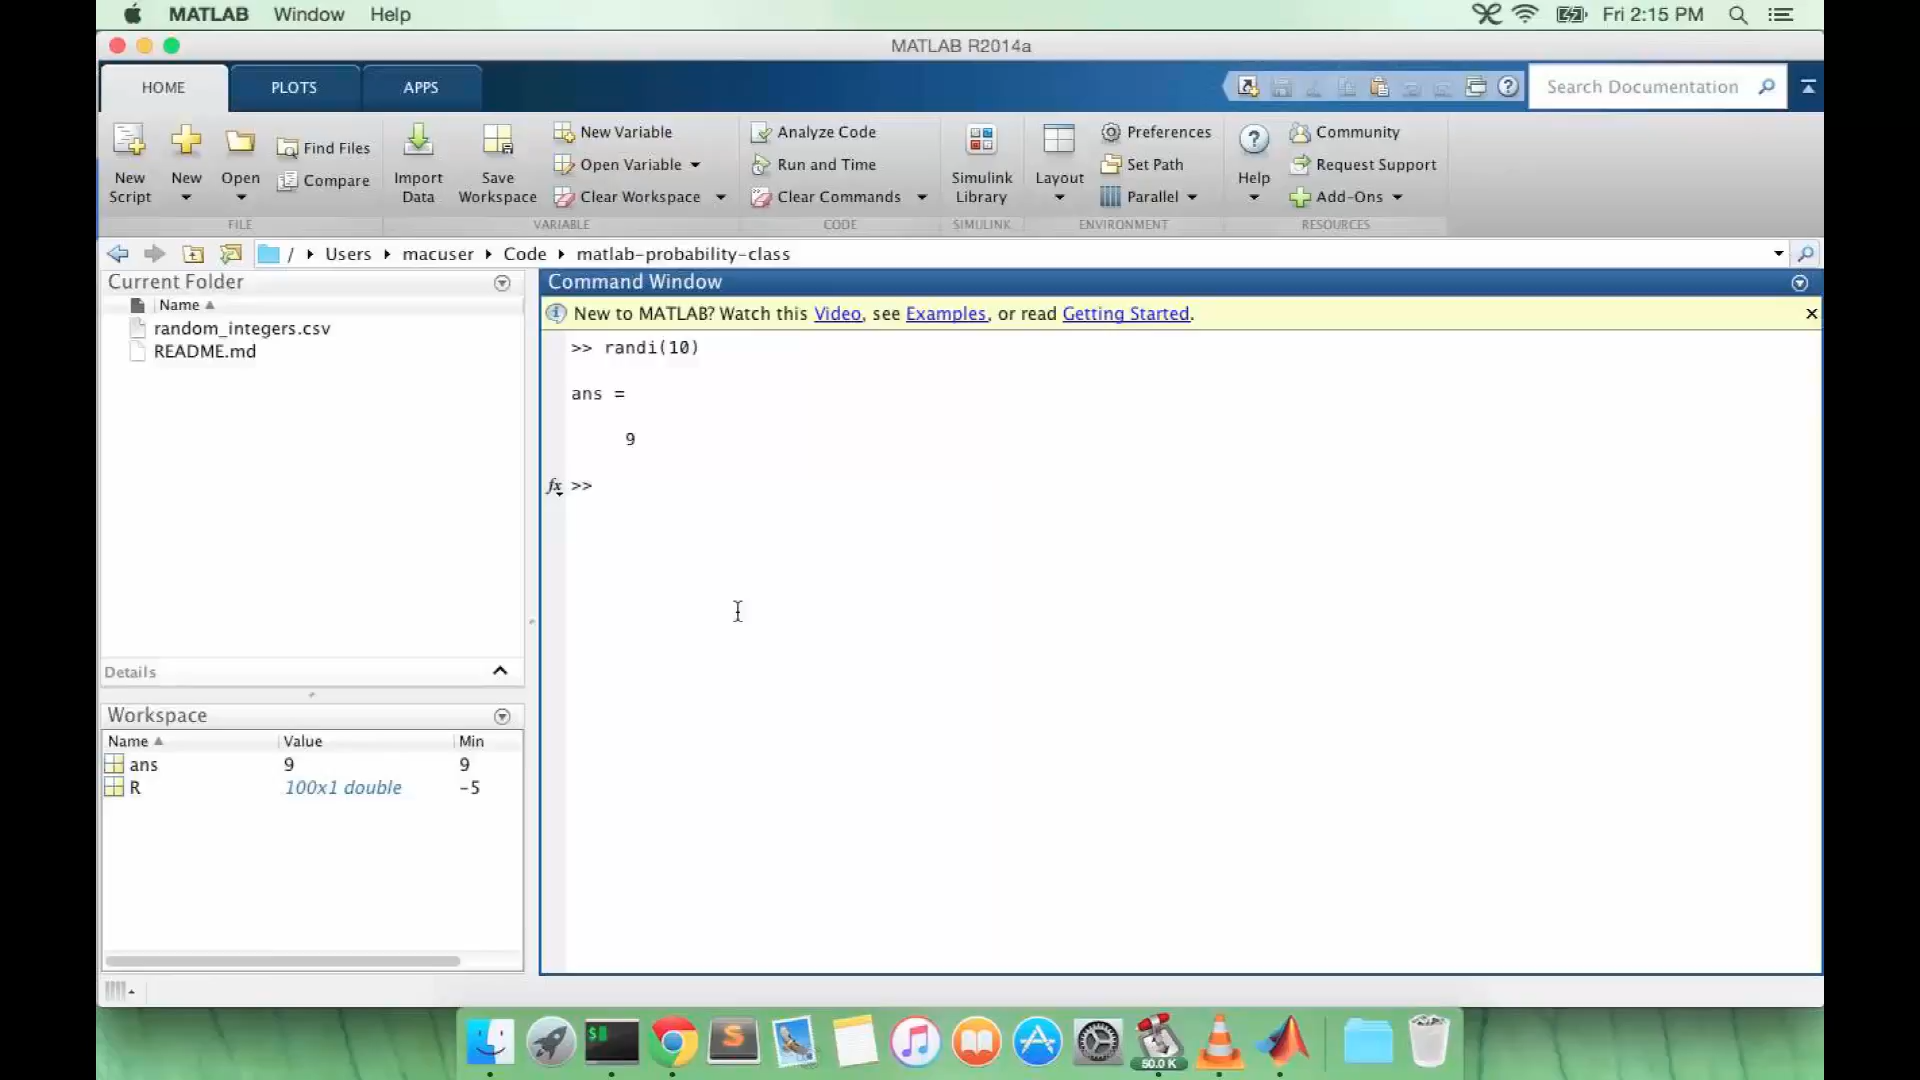 MATLAB Window Help Fri 2:15 PM
MATLAB R2014a
HOME PLOTS APPS Search Documentation
New Script
New
Open
Find Files
Compare
FILE
Import Data
Save Workspace
New Variable
Open Variable
Clear Workspace
VARIABLE
Analyze Code
Run and Time
Clear Commands
CODE
Simulink Library
SIMULINK
Layout
Preferences
Set Path
Parallel
ENVIRONMENT
Help
Community
Request Support
Add-Ons
RESOURCES
/ Users macuser Code matlab-probability-class
Current Folder
Name
random_integers.csv
README.md
Details
Workspace
Name Value Min
ans 9 9
R 100x1 double -5
Command Window
New to MATLAB? Watch this Video, see Examples, or read Getting Started.
>> randi(10)
ans =
9
fx >>
50.0 K